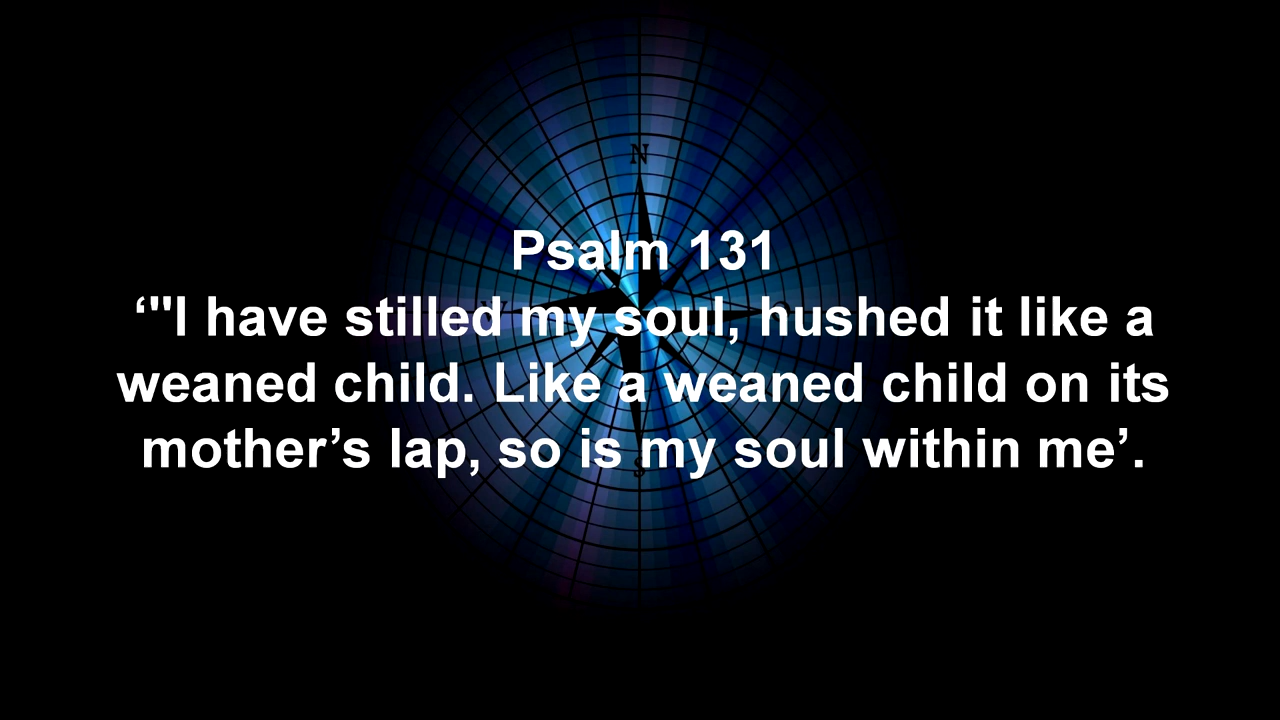 N
Psalm 131
‘"I have stilled my soul, hushed it like a
weaned child. Like a weaned child on its
mother’s lap, so is my soul within me’.
S